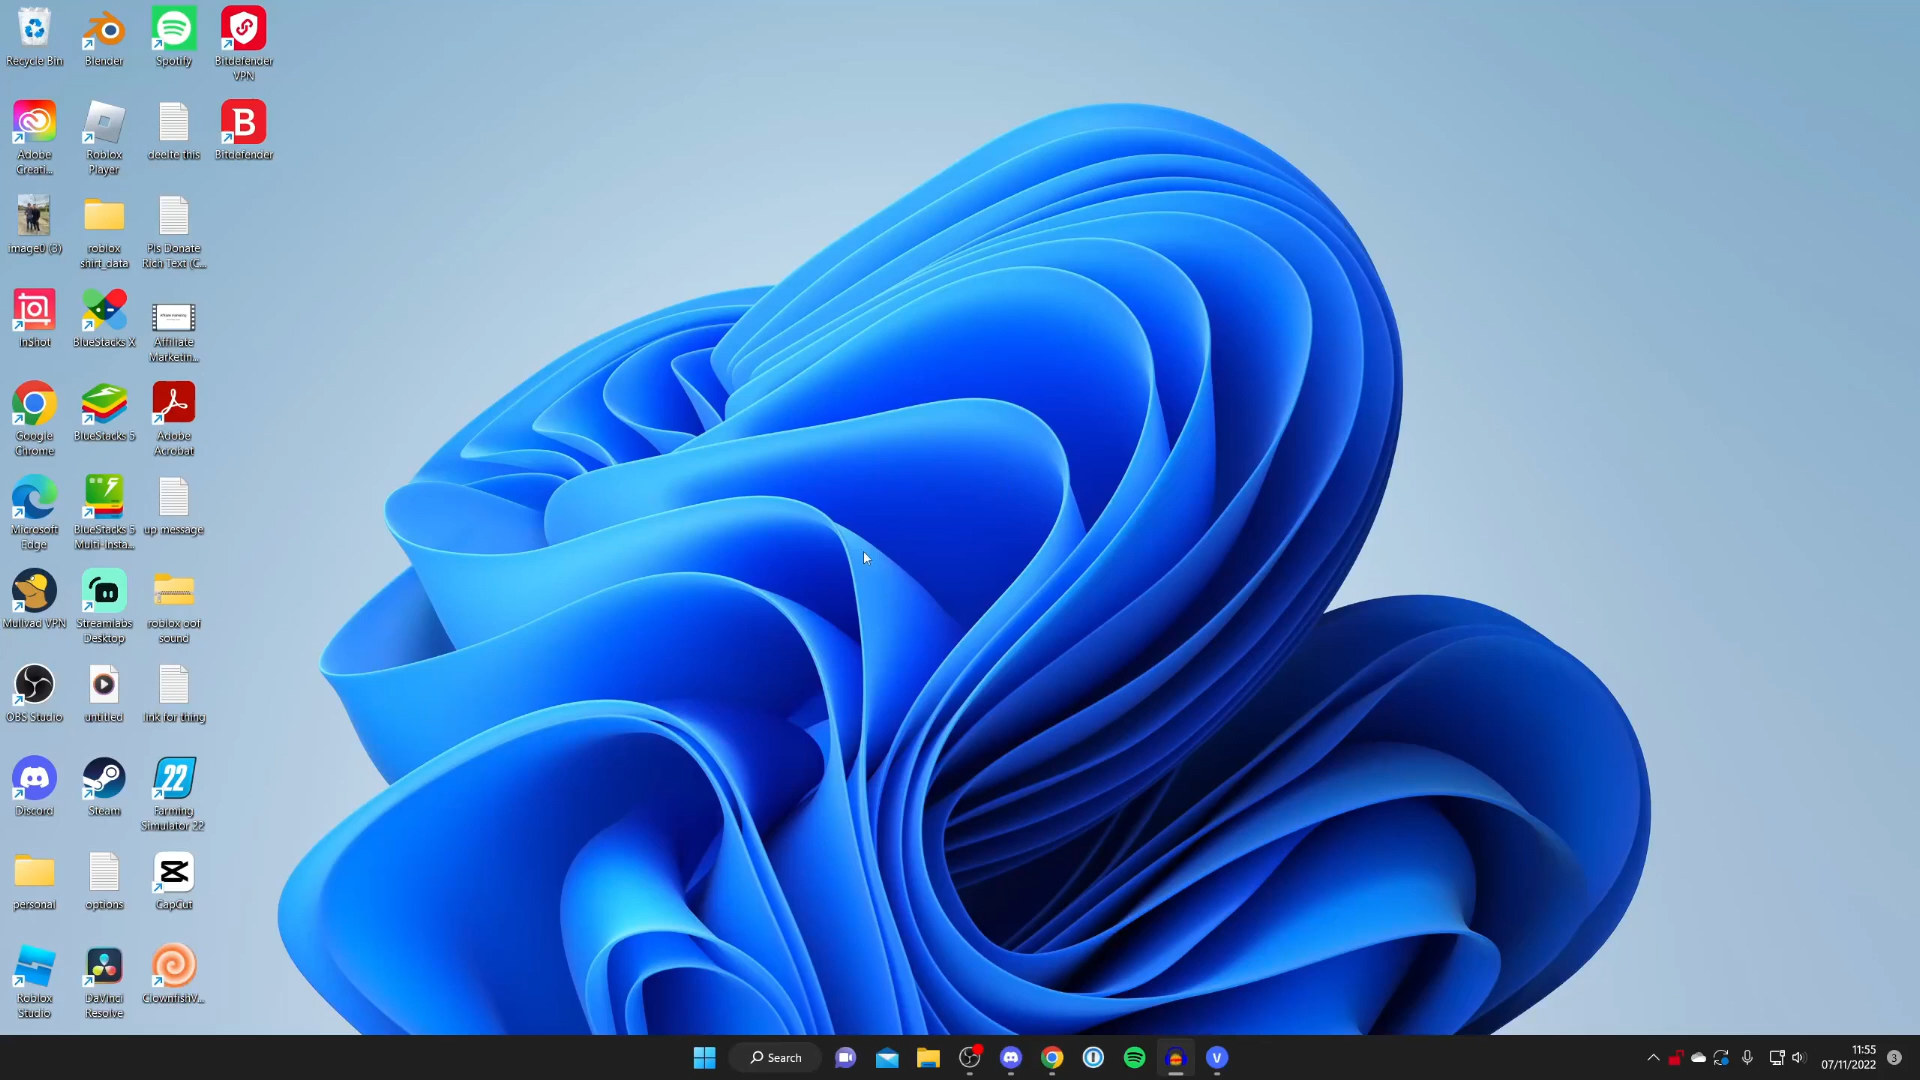 Recycle Bin
Blender
Spotify
Bitdefender
VPN
Adobe
Creati...
Roblox
Player
deelte this
Bitdefender
image0 (3)
roblox
shirt_data
Pls Donate
Rich Text (C...
InShot
BlueStacks X
Affiliate
Marketin...
Google
Chrome
BlueStacks 5
Adobe
Acrobat
Microsoft
Edge
BlueStacks 5
Multi-Insta...
up message
Mullvad VPN
Streamlabs
Desktop
roblox oof
sound
OBS Studio
untitled
link for thing
Discord
Steam
22
Farming
Simulator 22
personal
options
CapCut
Roblox
Studio
DaVinci
Resolve
ClownfishV...
Search
V
11:55
07/11/2022
3